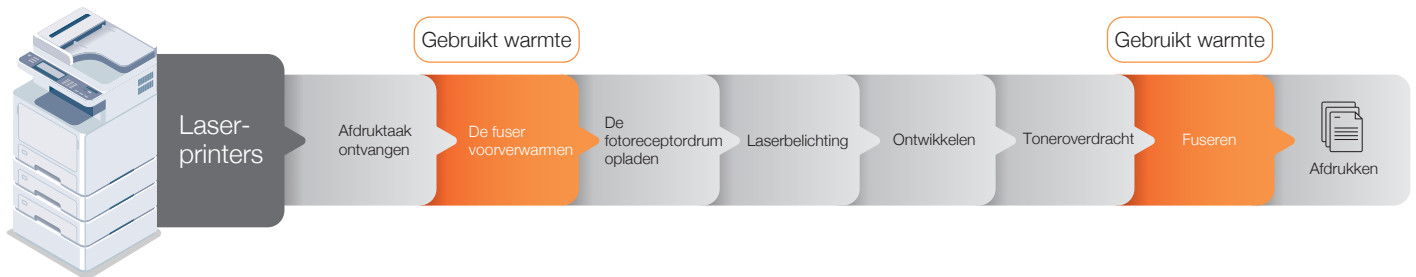 Gebruikt warmte
Gebruikt warmte
Laser-
printers
Afdruktaak
ontvangen
De fuser
voorverwarmen
De
fotoreceptordrum
opladen
Laserbelichting
Ontwikkelen
Toneroverdracht
Fuseren
Afdrukken